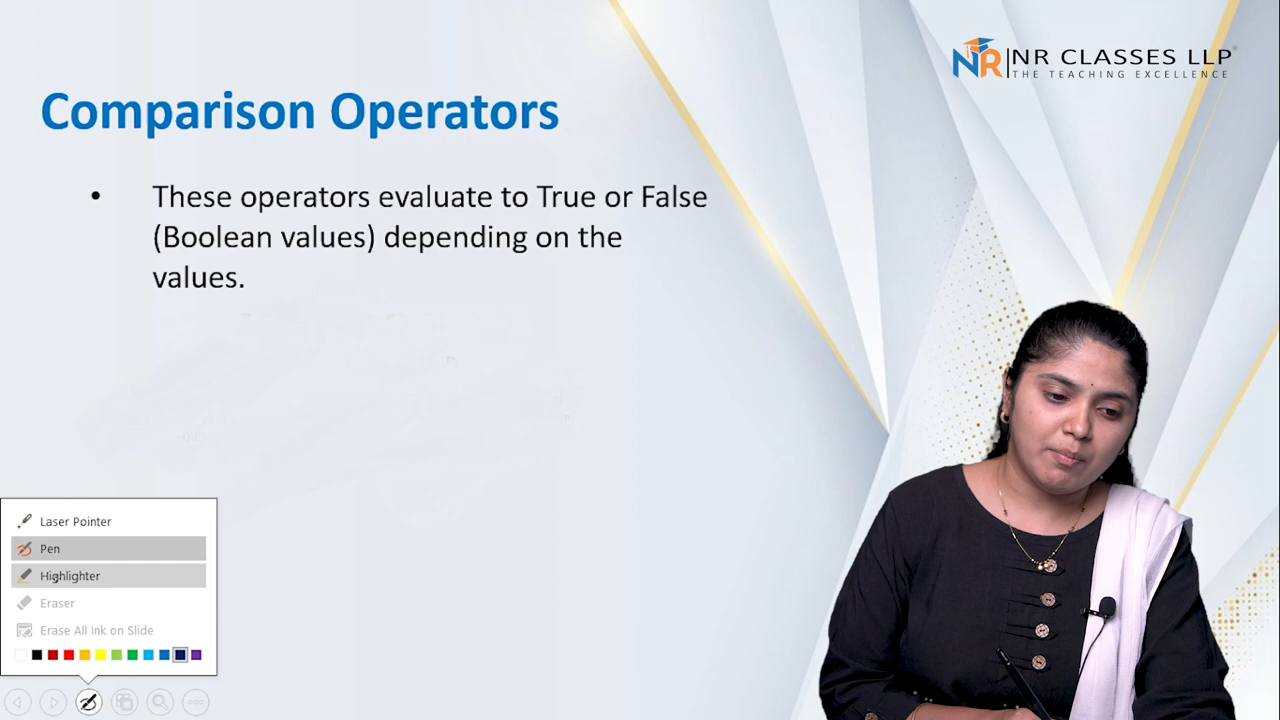 NR NR CLASSES LLP
THE TEACHING EXCELLENCE
Comparison Operators
• These operators evaluate to True or False
(Boolean values) depending on the
values.
Laser Pointer
Pen
Highlighter
Eraser
Erase All Ink on Slide